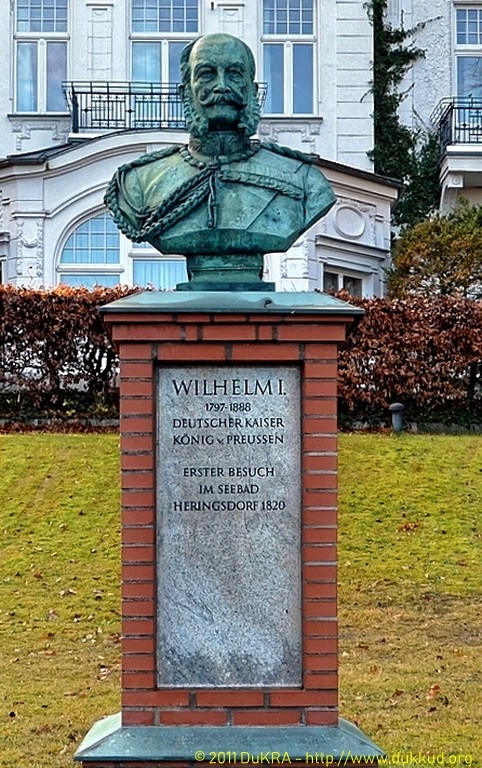 WILHELM I.
1797-1888
DEUTSCHER KAISER
KÖNIG v. PREUSSEN
ERSTER BESUCH
IM SEEBAD
HERINGSDORF 1820
© 2011 DuKRA - http://www.dukkud.org